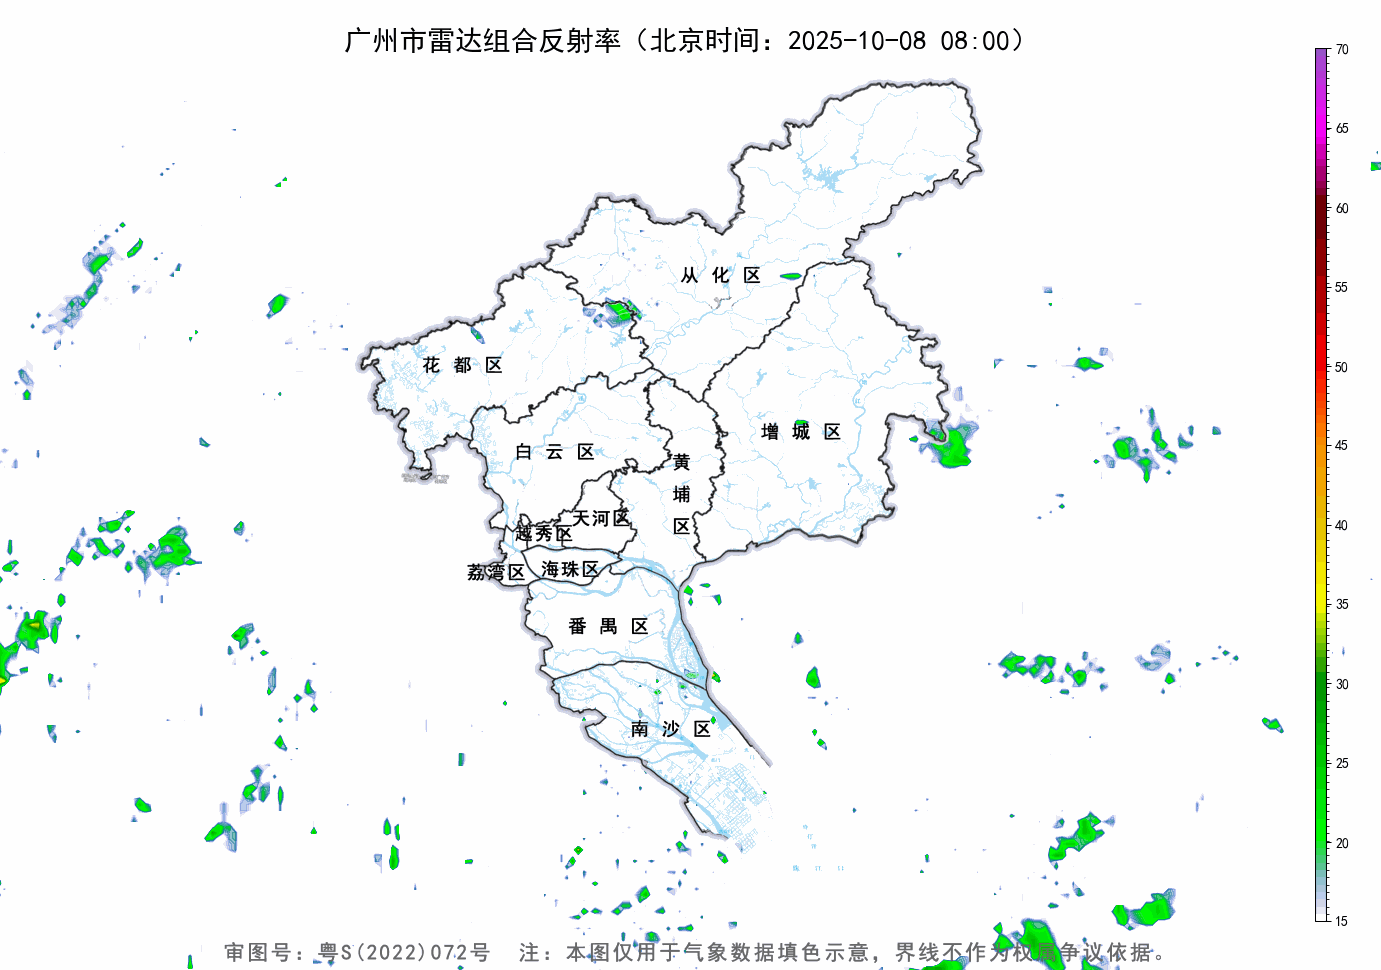 广州市雷达组合反射率（北京时间：2025-10-08 08:00）
70
65
60
55
50
45
40
35
30
25
20
15
从化区
花都区
增城区
白云区
黄埔区
天河区
越秀区
荔湾区
海珠区
番禺区
南沙区
审图号：粤S(2022)072号 注：本图仅用于气象数据填色示意，界线不作为权属争议依据。